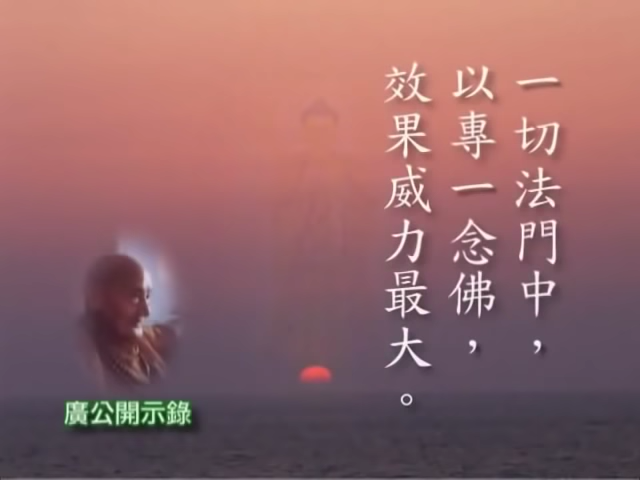 一切法門中，
以專一念佛，
效果威力最大。
廣公開示錄